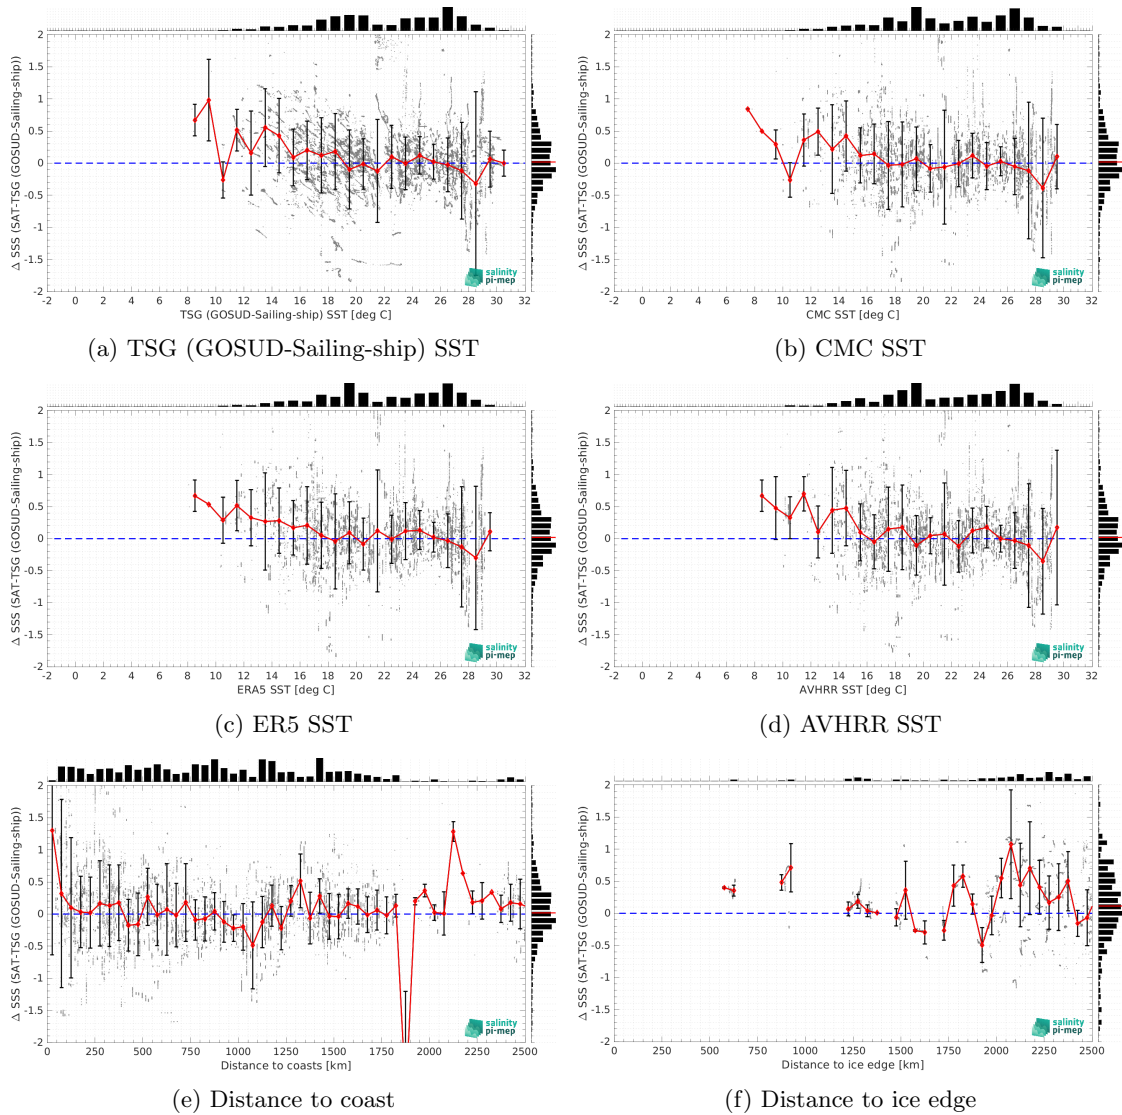 2
1.5
1
0.5
0
-0.5
-1
-1.5
-2
Δ SSS (SAT-TSG (GOSUD-Sailing-ship))
-2 0 2 4 6 8 10 12 14 16 18 20 22 24 26 28 30 32
TSG (GOSUD-Sailing-ship) SST [deg C]
salinity
pi-mep
(a) TSG (GOSUD-Sailing-ship) SST
2
1.5
1
0.5
0
-0.5
-1
-1.5
-2
Δ SSS (SAT-TSG (GOSUD-Sailing-ship))
-2 0 2 4 6 8 10 12 14 16 18 20 22 24 26 28 30 32
CMC SST [deg C]
salinity
pi-mep
(b) CMC SST
2
1.5
1
0.5
0
-0.5
-1
-1.5
-2
Δ SSS (SAT-TSG (GOSUD-Sailing-ship))
-2 0 2 4 6 8 10 12 14 16 18 20 22 24 26 28 30 32
ERA5 SST [deg C]
salinity
pi-mep
(c) ER5 SST
2
1.5
1
0.5
0
-0.5
-1
-1.5
-2
Δ SSS (SAT-TSG (GOSUD-Sailing-ship))
-2 0 2 4 6 8 10 12 14 16 18 20 22 24 26 28 30 32
AVHRR SST [deg C]
salinity
pi-mep
(d) AVHRR SST
2
1.5
1
0.5
0
-0.5
-1
-1.5
-2
Δ SSS (SAT-TSG (GOSUD-Sailing-ship))
0 250 500 750 1000 1250 1500 1750 2000 2250 2500
Distance to coasts [km]
salinity
pi-mep
(e) Distance to coast
2
1.5
1
0.5
0
-0.5
-1
-1.5
-2
Δ SSS (SAT-TSG (GOSUD-Sailing-ship))
0 250 500 750 1000 1250 1500 1750 2000 2250 2500
Distance to ice edge [km]
salinity
pi-mep
(f) Distance to ice edge